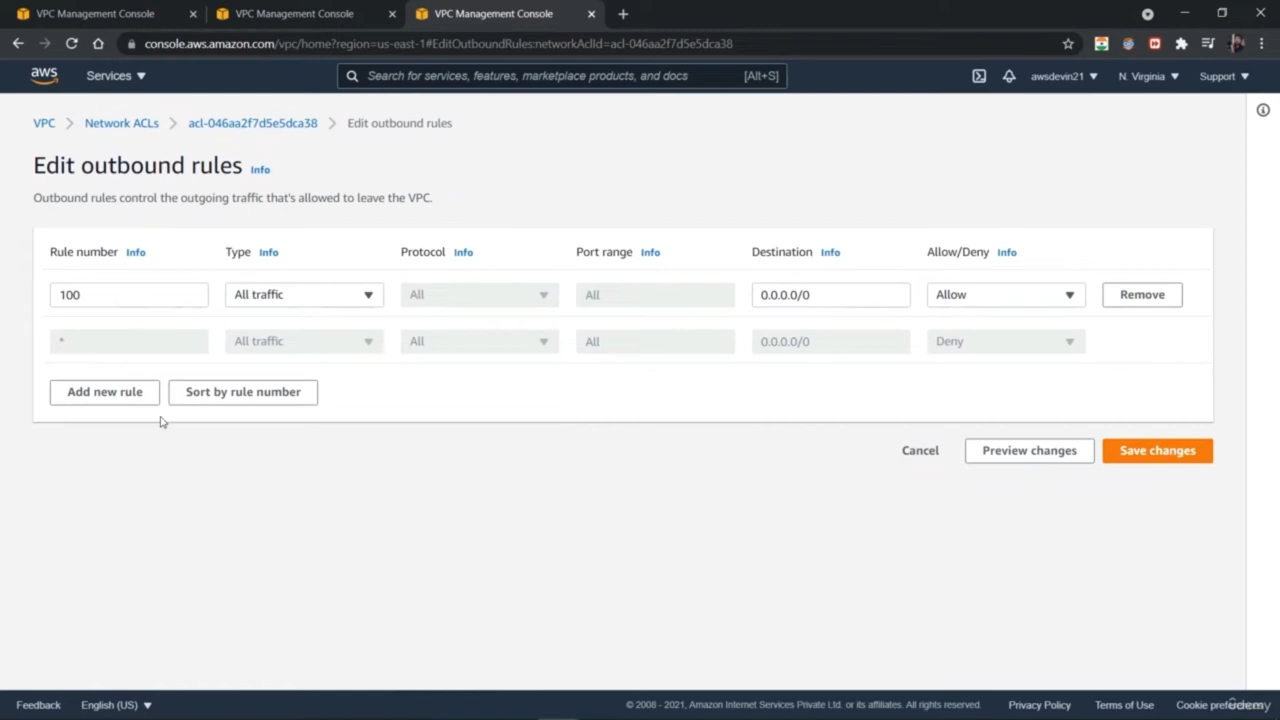 VPC Management Console
VPC Management Console
VPC Management Console
console.aws.amazon.com/vpc/home?region=us-east-1#EditOutboundRules:networkAclId=acl-046aa2f7d5e5dca38
aws Services Search for services, features, marketplace products, and docs [Alt+S] awsdevin21 N. Virginia Support
VPC Network ACLs acl-046aa2f7d5e5dca38 Edit outbound rules
Edit outbound rules Info
Outbound rules control the outgoing traffic that's allowed to leave the VPC.
Rule number Info Type Info Protocol Info Port range Info Destination Info Allow/Deny Info
100 All traffic All All 0.0.0.0/0 Allow Remove
* All traffic All All 0.0.0.0/0 Deny
Add new rule Sort by rule number
Cancel Preview changes Save changes
Feedback English (US) © 2008 - 2021, Amazon Internet Services Private Ltd. or its affiliates. All rights reserved. Privacy Policy Terms of Use Cookie preferences
Udemy